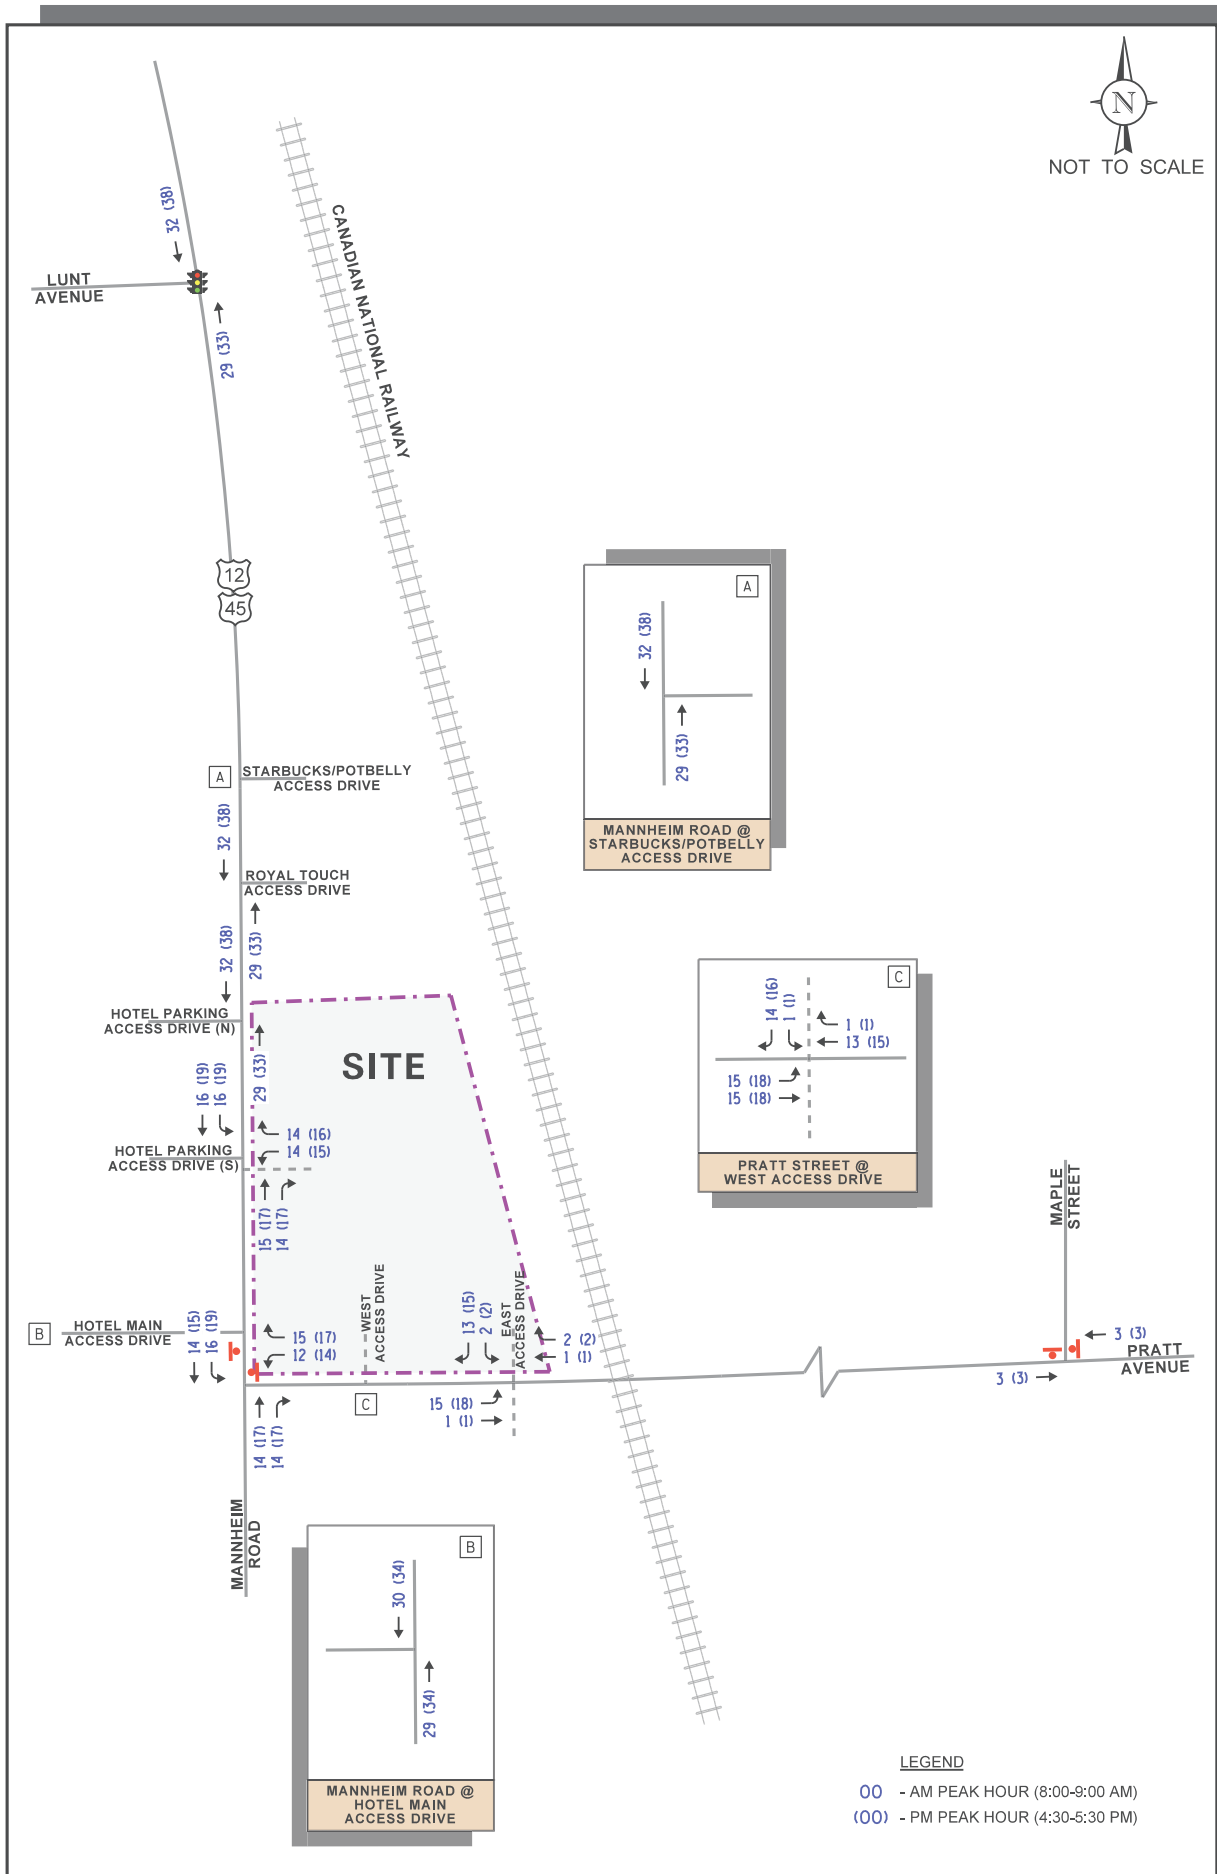 N
NOT TO SCALE
32 (38)
LUNT
AVENUE
29 (33)
CANADIAN NATIONAL RAILWAY
12
45
A
32 (38)
29 (33)
MANNHEIM ROAD @
STARBUCKS/POTBELLY
ACCESS DRIVE
A
STARBUCKS/POTBELLY
ACCESS DRIVE
32 (38)
ROYAL TOUCH
ACCESS DRIVE
32 (38)
29 (33)
HOTEL PARKING
ACCESS DRIVE (N)
SITE
29 (33)
16 (19)
16 (19)
14 (16)
14 (15)
HOTEL PARKING
ACCESS DRIVE (S)
15 (17)
14 (17)
C
14 (16)
1 (1)
1 (1)
13 (15)
15 (18)
15 (18)
PRATT STREET @
WEST ACCESS DRIVE
MAPLE
STREET
B
HOTEL MAIN
ACCESS DRIVE
14 (15)
16 (19)
15 (17)
12 (14)
WEST
ACCESS DRIVE
13 (15)
2 (2)
EAST
ACCESS DRIVE
2 (2)
1 (1)
3 (3)
PRATT
AVENUE
3 (3)
C
15 (18)
1 (1)
14 (17)
14 (17)
MANNHEIM
ROAD
B
30 (34)
29 (34)
MANNHEIM ROAD @
HOTEL MAIN
ACCESS DRIVE
LEGEND
00 - AM PEAK HOUR (8:00-9:00 AM)
(00) - PM PEAK HOUR (4:30-5:30 PM)